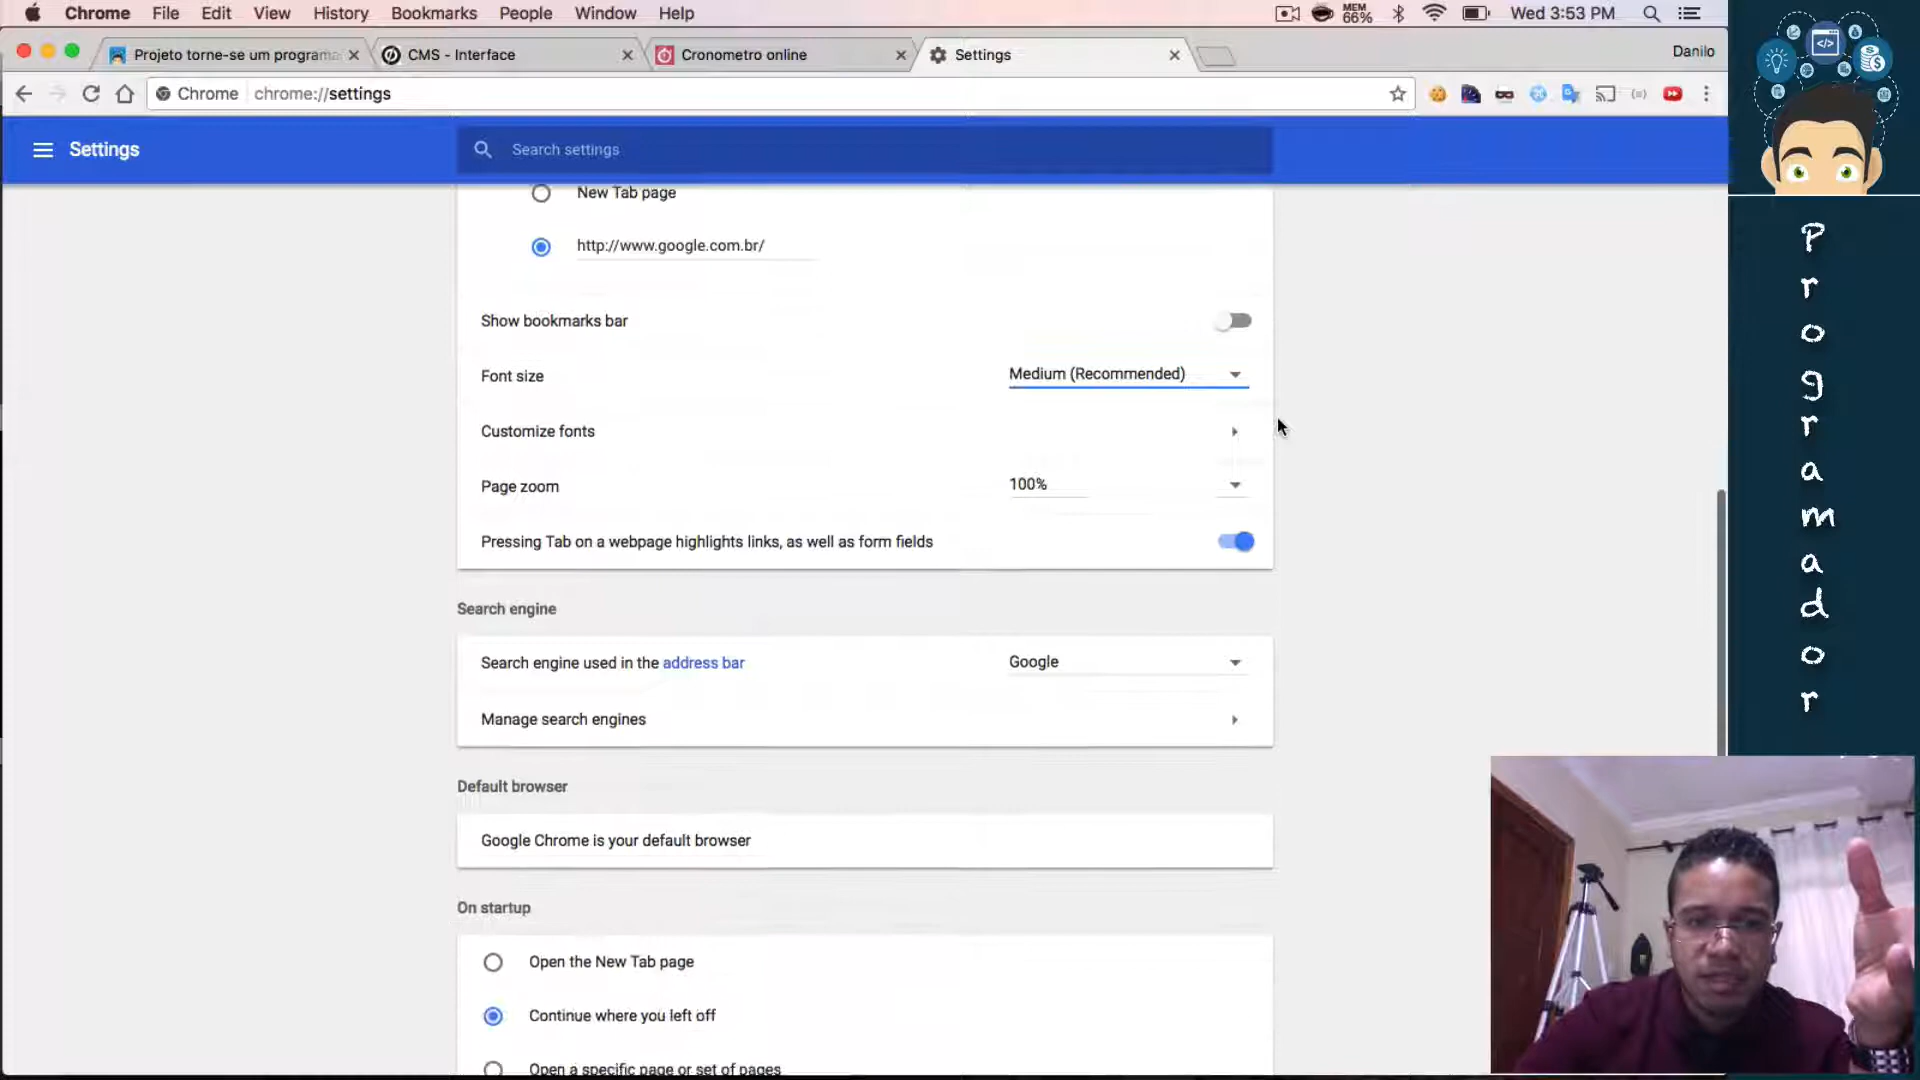 Chrome File Edit View History Bookmarks People Window Help MEM 66% Wed 3:53 PM
Projeto torne-se um programa CMS - Interface Cronometro online Settings Danilo
Chrome chrome://settings
Settings Search settings
New Tab page
http://www.google.com.br/
Show bookmarks bar
Font size Medium (Recommended)
Customize fonts
Page zoom 100%
Pressing Tab on a webpage highlights links, as well as form fields
Search engine
Search engine used in the address bar Google
Manage search engines
Default browser
Google Chrome is your default browser
On startup
Open the New Tab page
Continue where you left off
Open a specific page or set of pages
P
r
o
g
r
a
m
a
d
o
r